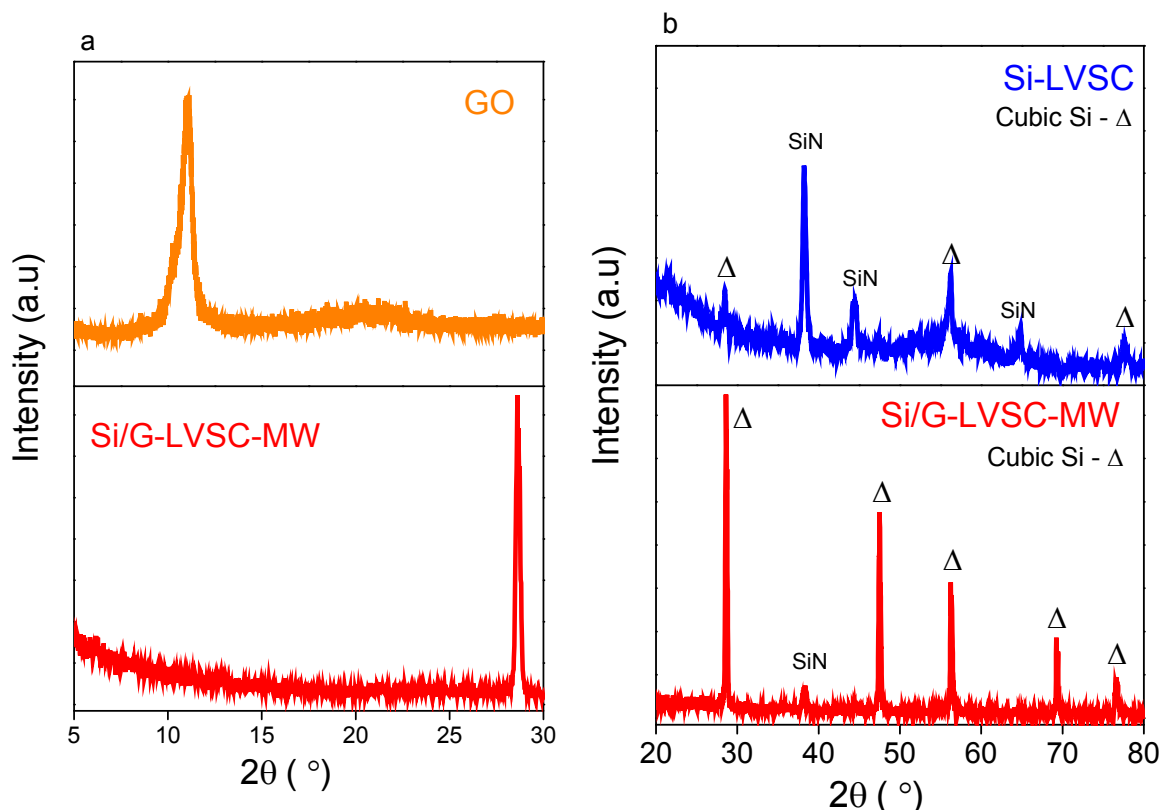 a
GO
Si/G-LVSC-MW
Intensity (a.u)
5 10 15 20 25 30
2θ ( °)
b
Si-LVSC
Cubic Si - Δ
SiN
Δ
SiN
Δ
SiN
Δ
Si/G-LVSC-MW
Cubic Si - Δ
Δ
SiN
Δ
Δ
Δ
Δ
Intensity (a.u)
20 30 40 50 60 70 80
2θ ( °)